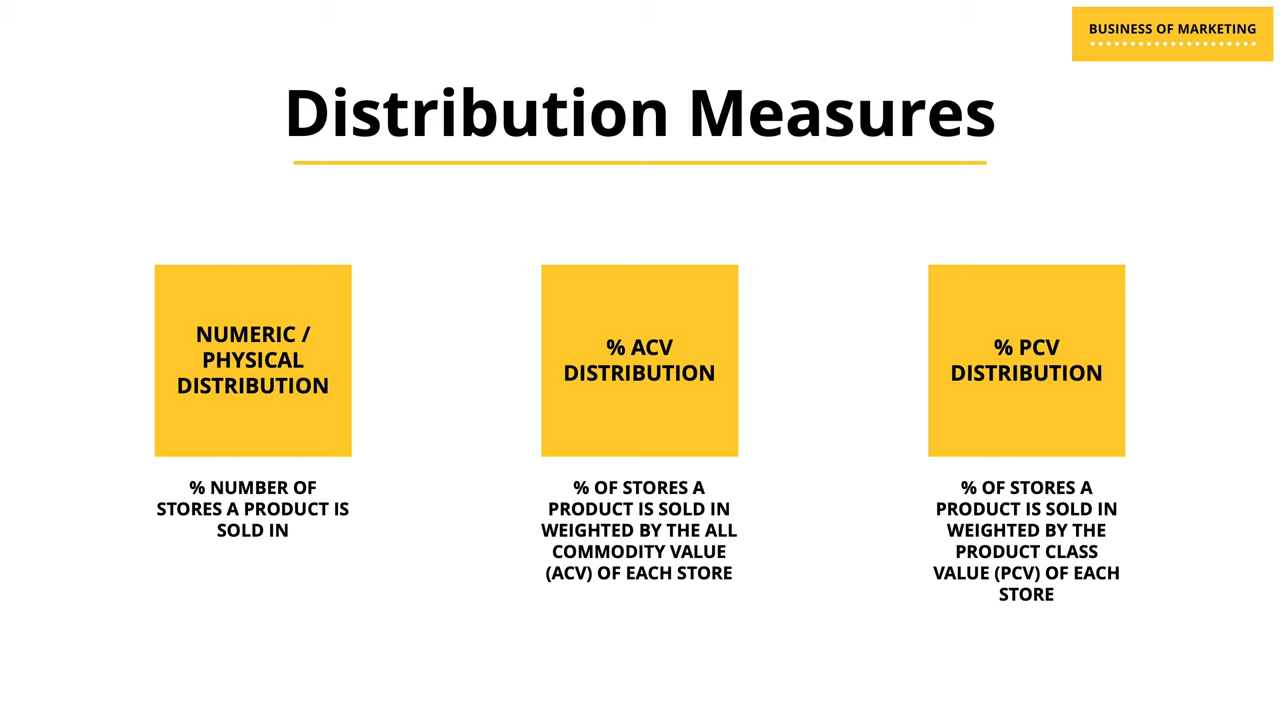 BUSINESS OF MARKETING
Distribution Measures
NUMERIC /
PHYSICAL
DISTRIBUTION
% NUMBER OF
STORES A PRODUCT IS
SOLD IN
% ACV
DISTRIBUTION
% OF STORES A
PRODUCT IS SOLD IN
WEIGHTED BY THE ALL
COMMODITY VALUE
(ACV) OF EACH STORE
% PCV
DISTRIBUTION
% OF STORES A
PRODUCT IS SOLD IN
WEIGHTED BY THE
PRODUCT CLASS
VALUE (PCV) OF EACH
STORE